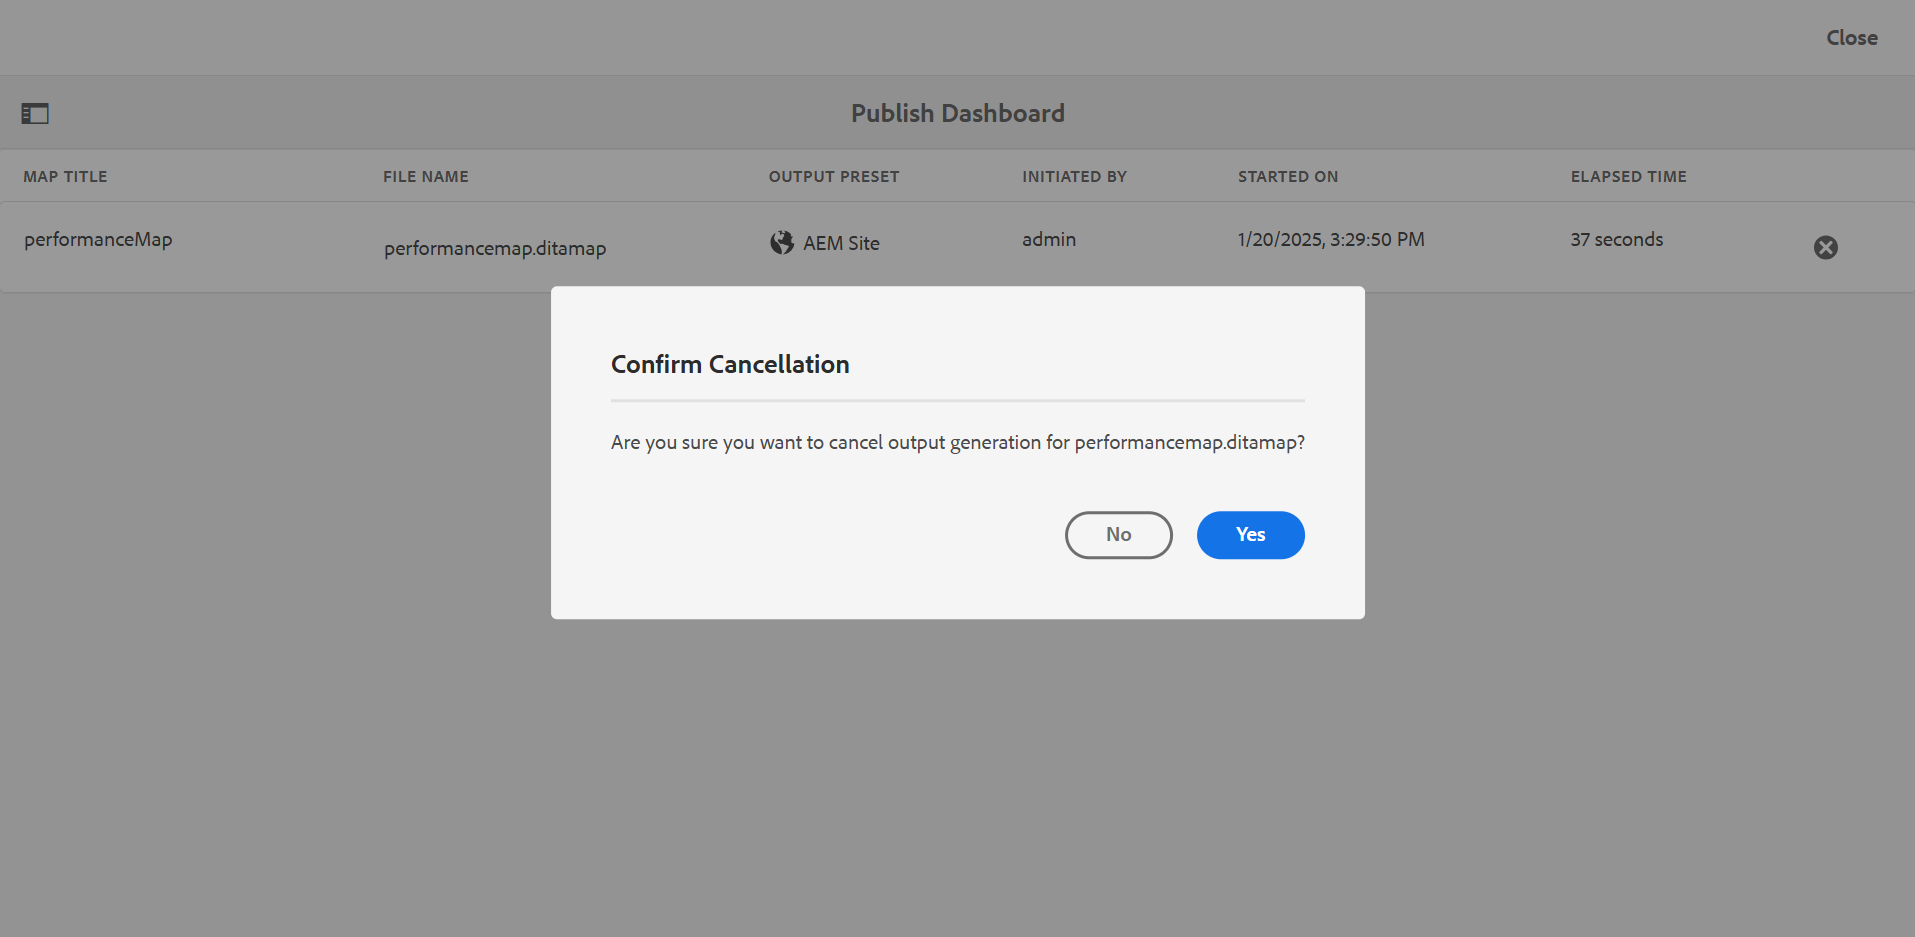 Close
Publish Dashboard
MAP TITLE FILE NAME OUTPUT PRESET INITIATED BY STARTED ON ELAPSED TIME
performanceMap performancemap.ditamap AEM Site admin 1/20/2025, 3:29:50 PM 37 seconds
Confirm Cancellation
Are you sure you want to cancel output generation for performancemap.ditamap?
No Yes